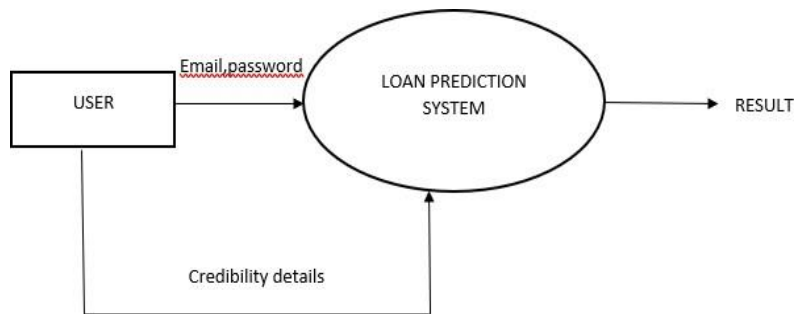 Email,password
USER
LOAN PREDICTION
SYSTEM
RESULT
Credibility details